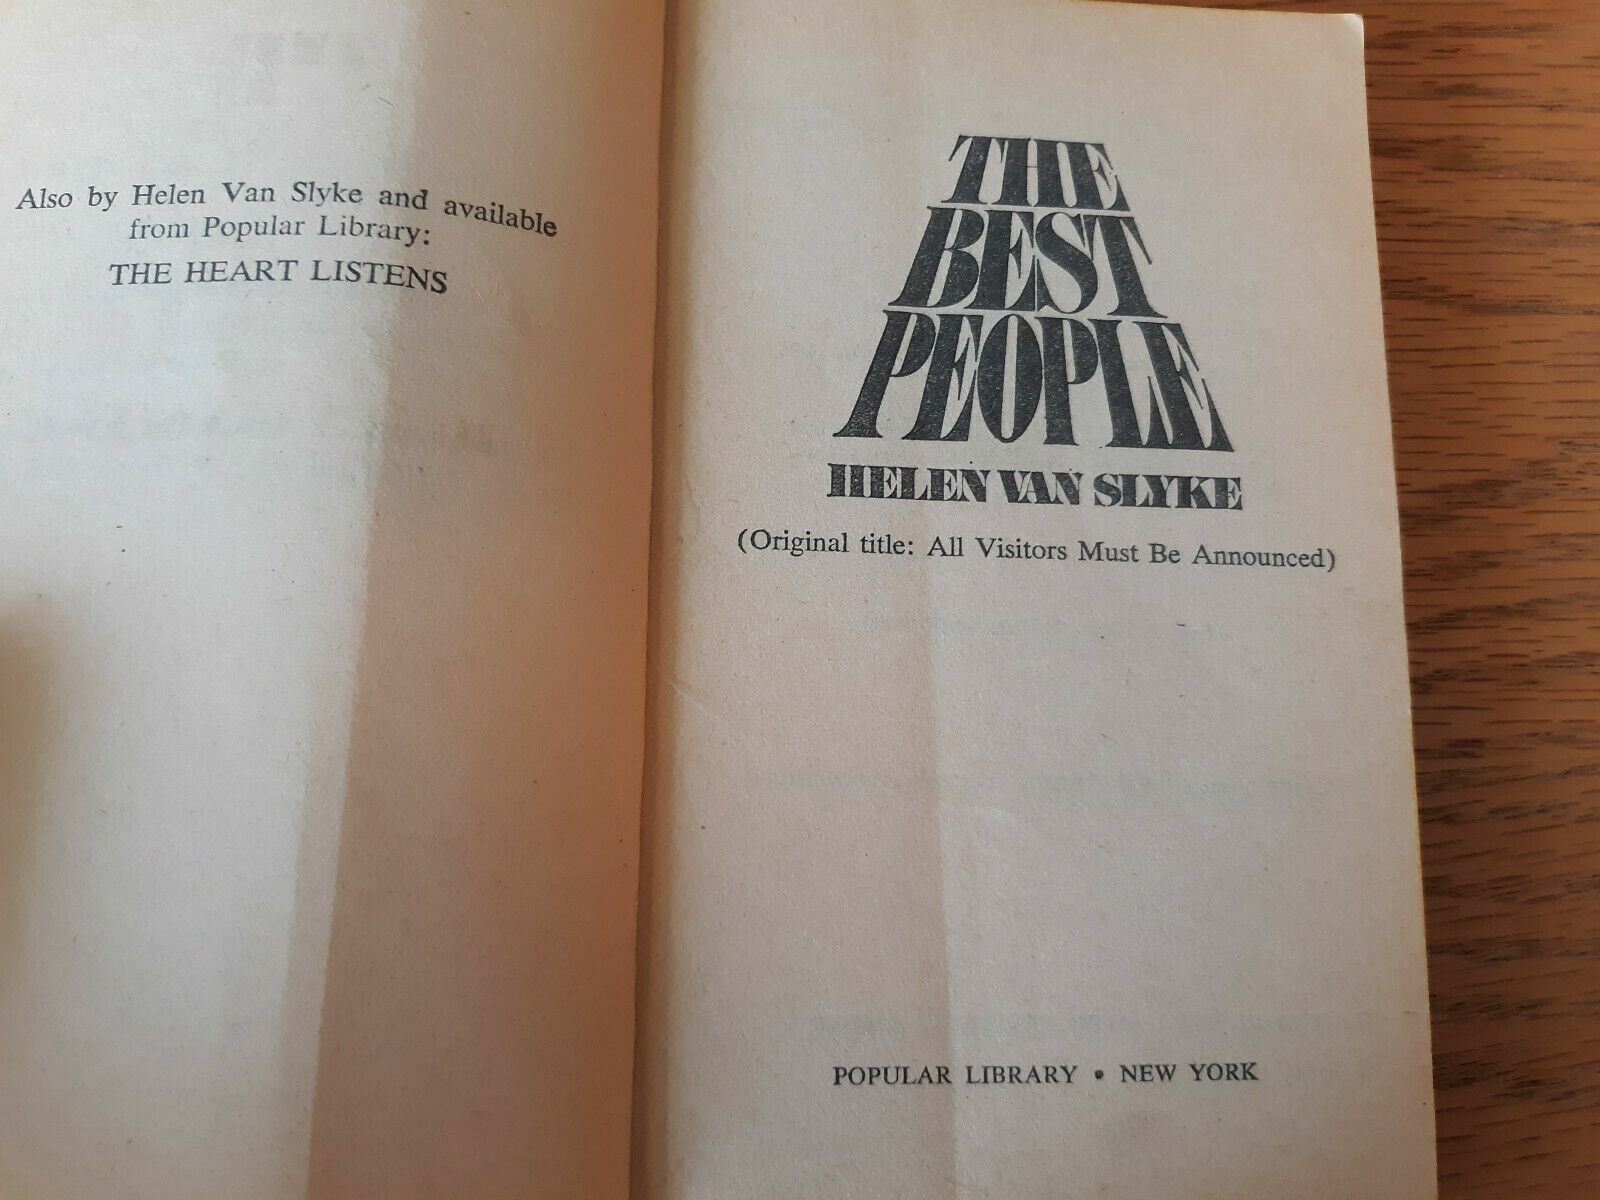 Also by Helen Van Slyke and available
from Popular Library:
THE HEART LISTENS
THE
BEST
PEOPLE
HELEN VAN SLYKE
(Original title: All Visitors Must Be Announced)
POPULAR LIBRARY • NEW YORK